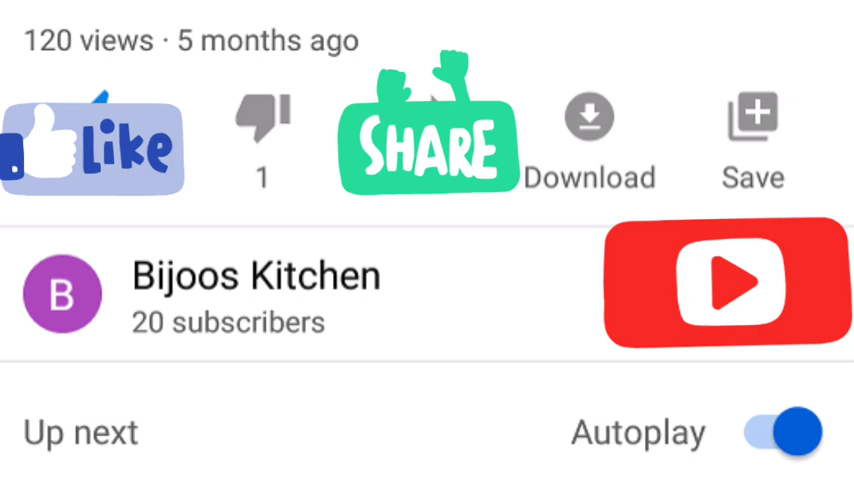 120 views · 5 months ago
Like
1
SHARE
Download
Save
B
Bijoos Kitchen
20 subscribers
Up next
Autoplay